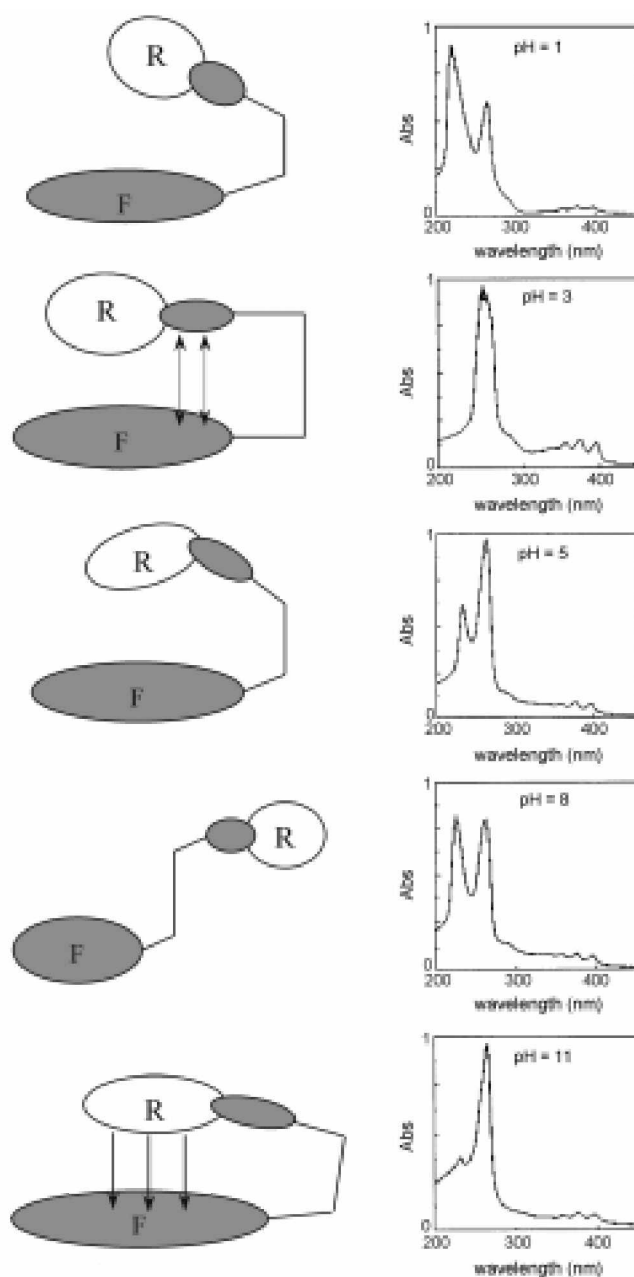 R
F
pH = 1
1
Abs
0
200 300 400
wavelength (nm)
R
F
pH = 3
1
Abs
0
200 300 400
wavelength (nm)
R
F
pH = 5
1
Abs
0
200 300 400
wavelength (nm)
R
F
pH = 8
1
Abs
0
200 300 400
wavelength (nm)
R
F
pH = 11
1
Abs
0
200 300 400
wavelength (nm)